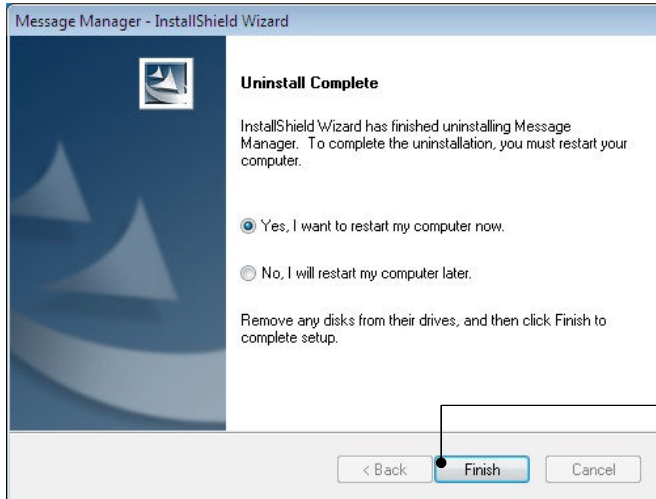 Message Manager - InstallShield Wizard
Uninstall Complete
InstallShield Wizard has finished uninstalling Message
Manager. To complete the uninstallation, you must restart your
computer.
Yes, I want to restart my computer now.
No, I will restart my computer later.
Remove any disks from their drives, and then click Finish to
complete setup.
< Back Finish Cancel